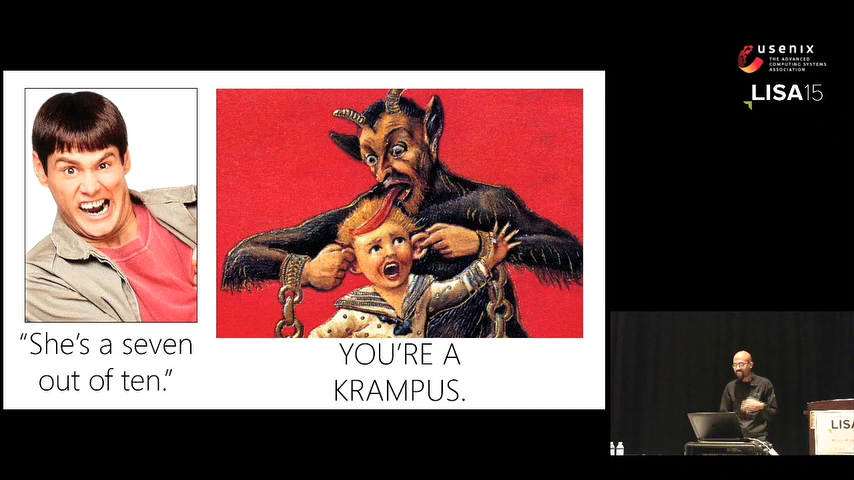 usenix
THE ADVANCED
COMPUTING SYSTEMS
ASSOCIATION
LISA15
"She's a seven
out of ten."
YOU'RE A
KRAMPUS.
LISA